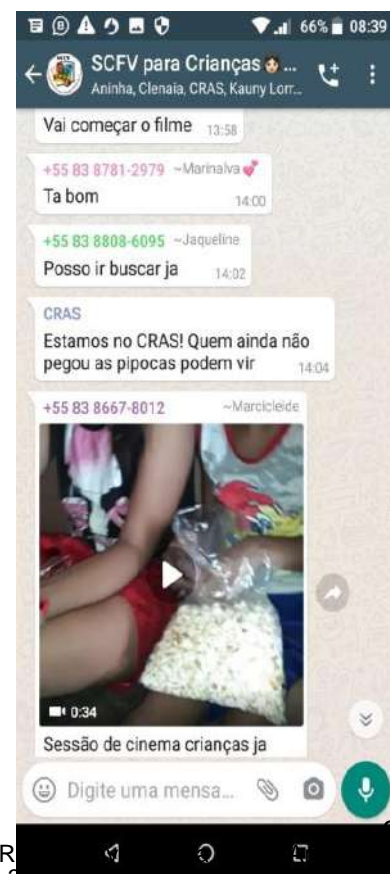 66% 08:39
SCFV para Crianças 👩🏻 ...
Aninha, Clenaia, CRAS, Kauny Lorr...
Vai começar o filme 13:58
+55 83 8781-2979 ~Marinalva 💕
Ta bom 14:00
+55 83 8808-6095 ~Jaqueline
Posso ir buscar ja 14:02
CRAS
Estamos no CRAS! Quem ainda não
pegou as pipocas podem vir 14:04
+55 83 8667-8012 ~Marcicleide
0:34
Sessão de cinema crianças ja
Digite uma mensa...
R